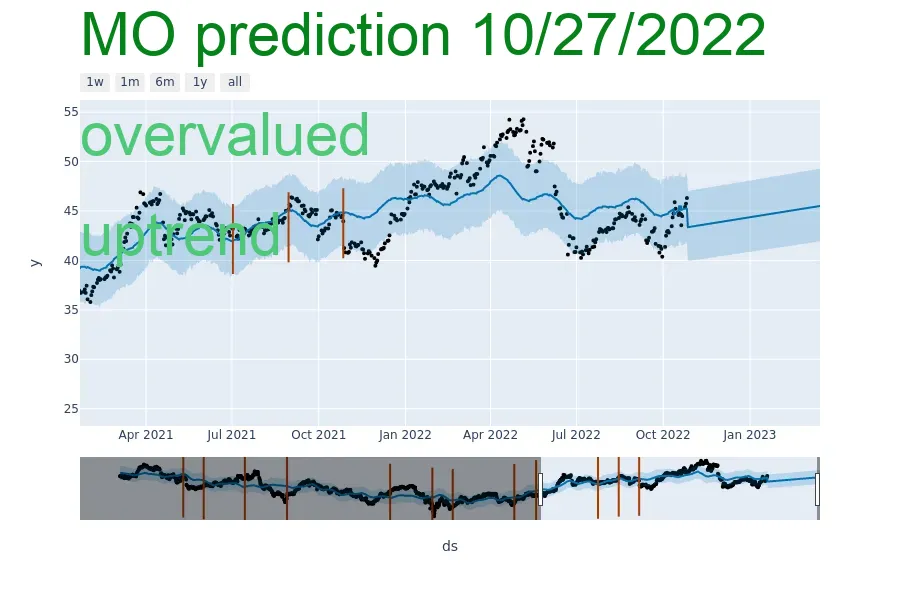 MO prediction 10/27/2022
1w 1m 6m 1y all
overvalued
uptrend
55
50
45
40
35
30
25
y
Apr 2021 Jul 2021 Oct 2021 Jan 2022 Apr 2022 Jul 2022 Oct 2022 Jan 2023
ds